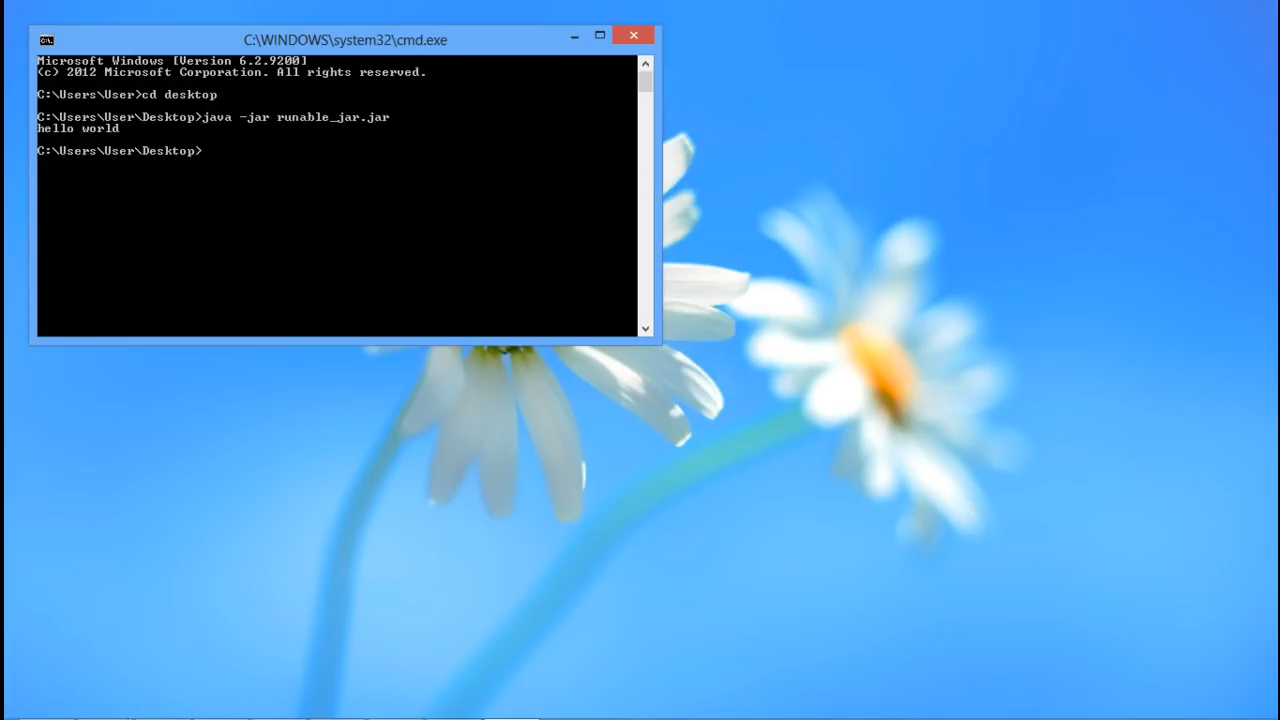 C:\WINDOWS\system32\cmd.exe
Microsoft Windows [Version 6.2.9200]
(c) 2012 Microsoft Corporation. All rights reserved.
C:\Users\User>cd desktop
C:\Users\User\Desktop>java -jar runable_jar.jar
hello world
C:\Users\User\Desktop>